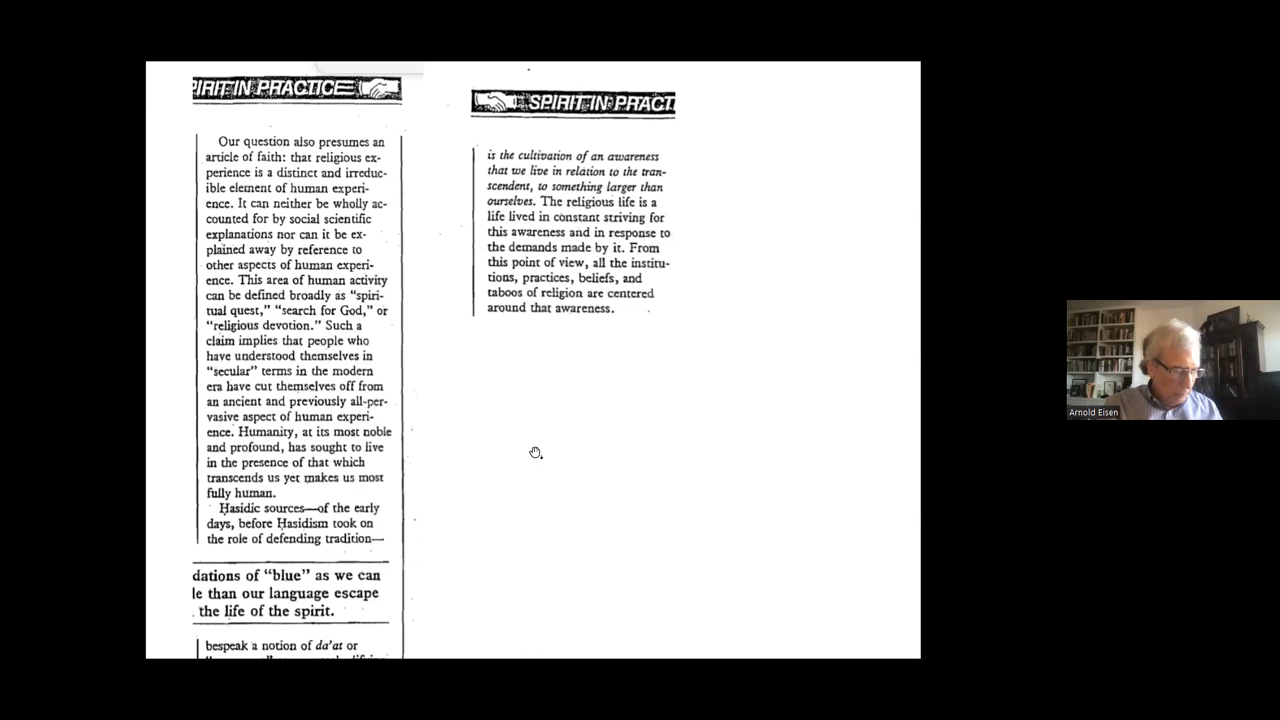 IRIT IN PRACTICE
Our question also presumes an
article of faith: that religious ex-
perience is a distinct and irreduc-
ible element of human experi-
ence. It can neither be wholly ac-
counted for by social scientific
explanations nor can it be ex-
plained away by reference to
other aspects of human experi-
ence. This area of human activity
can be defined broadly as “spiri-
tual quest,” “search for God,” or
“religious devotion.” Such a
claim implies that people who
have understood themselves in
“secular” terms in the modern
era have cut themselves off from
an ancient and previously all-per-
vasive aspect of human experi-
ence. Humanity, at its most noble
and profound, has sought to live
in the presence of that which
transcends us yet makes us most
fully human.
Ḥasidic sources—of the early
days, before Ḥasidism took on
the role of defending tradition—
dations of “blue” as we can
le than our language escape
. the life of the spirit.
bespeak a notion of da’at or
SPIRIT IN PRACT
is the cultivation of an awareness
that we live in relation to the tran-
scendent, to something larger than
ourselves. The religious life is a
life lived in constant striving for
this awareness and in response to
the demands made by it. From
this point of view, all the institu-
tions, practices, beliefs, and
taboos of religion are centered
around that awareness.
Arnold Eisen